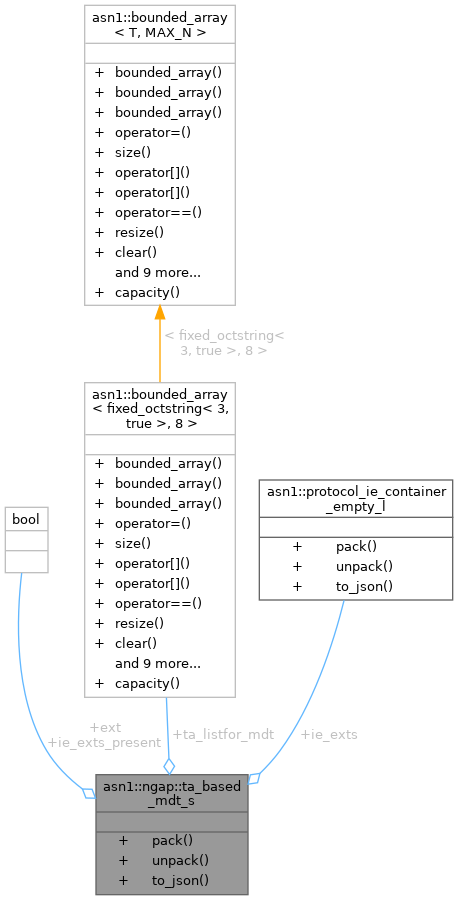 asn1::bounded_array
< T, MAX_N >
+ bounded_array()
+ bounded_array()
+ bounded_array()
+ operator=()
+ size()
+ operator[]()
+ operator[]()
+ operator==()
+ resize()
+ clear()
and 9 more...
+ capacity()
< fixed_octstring<
3, true >, 8 >
asn1::bounded_array
< fixed_octstring< 3,
true >, 8 >
+ bounded_array()
+ bounded_array()
+ bounded_array()
+ operator=()
+ size()
+ operator[]()
+ operator[]()
+ operator==()
+ resize()
+ clear()
and 9 more...
+ capacity()
bool
asn1::protocol_ie_container
_empty_l
+ pack()
+ unpack()
+ to_json()
+ext
+ie_exts_present
+ta_listfor_mdt
+ie_exts
asn1::ngap::ta_based
_mdt_s
+ pack()
+ unpack()
+ to_json()